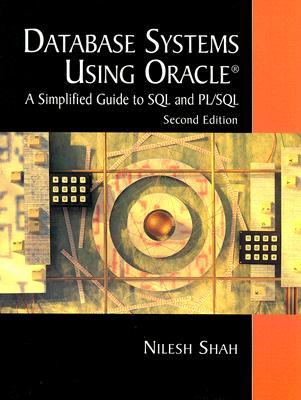 Database Systems
Using Oracle®
A Simplified Guide to SQL and PL/SQL
Second Edition
Nilesh Shah